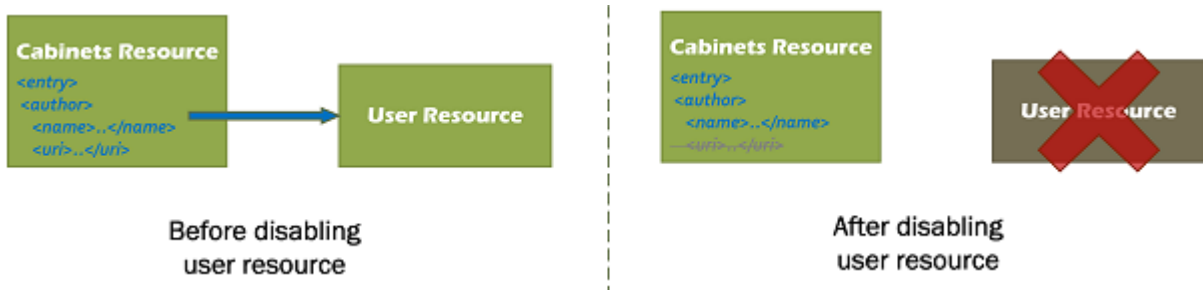 Cabinets Resource
<entry>
<author>
<name>..</name>
<uri>..</uri>
User Resource
Before disabling
user resource
Cabinets Resource
<entry>
<author>
<name>..</name>
<uri>..</uri>
User Resource
After disabling
user resource